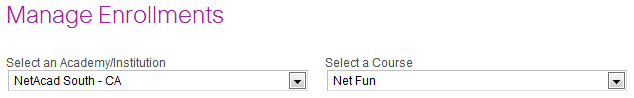 Manage Enrollments
Select an Academy/Institution Select a Course
NetAcad South - CA Net Fun